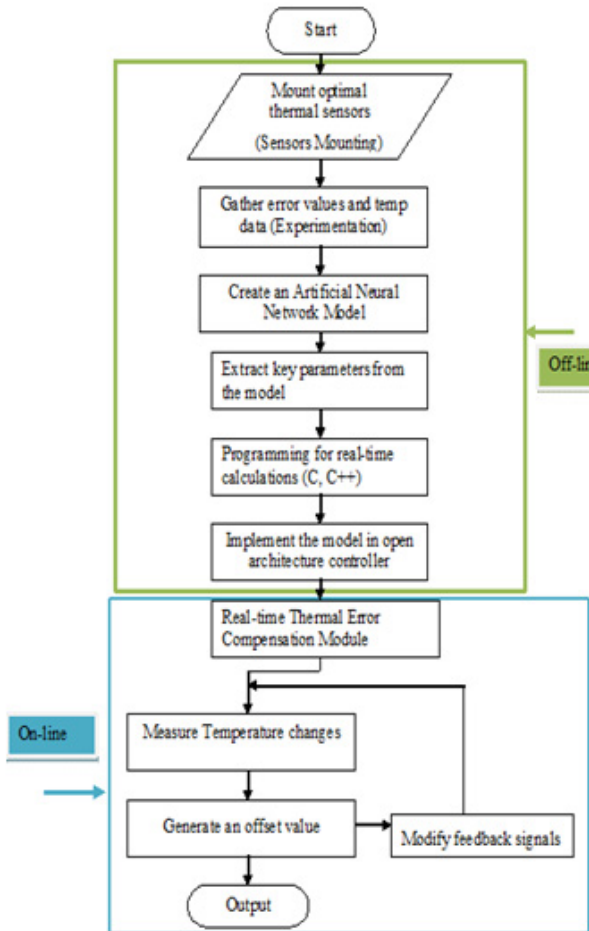 Start
Mount optimal
thermal sensors
(Sensors Mounting)
Gather error values and temp
data (Experimentation)
Create an Artificial Neural
Network Model
Extract key parameters from
the model
Off-lin
Programming for real-time
calculations (C, C++)
Implement the model in open
architecture controller
Real-time Thermal Error
Compensation Module
On-line
Measure Temperature changes
Generate an offset value
Modify feedback signals
Output